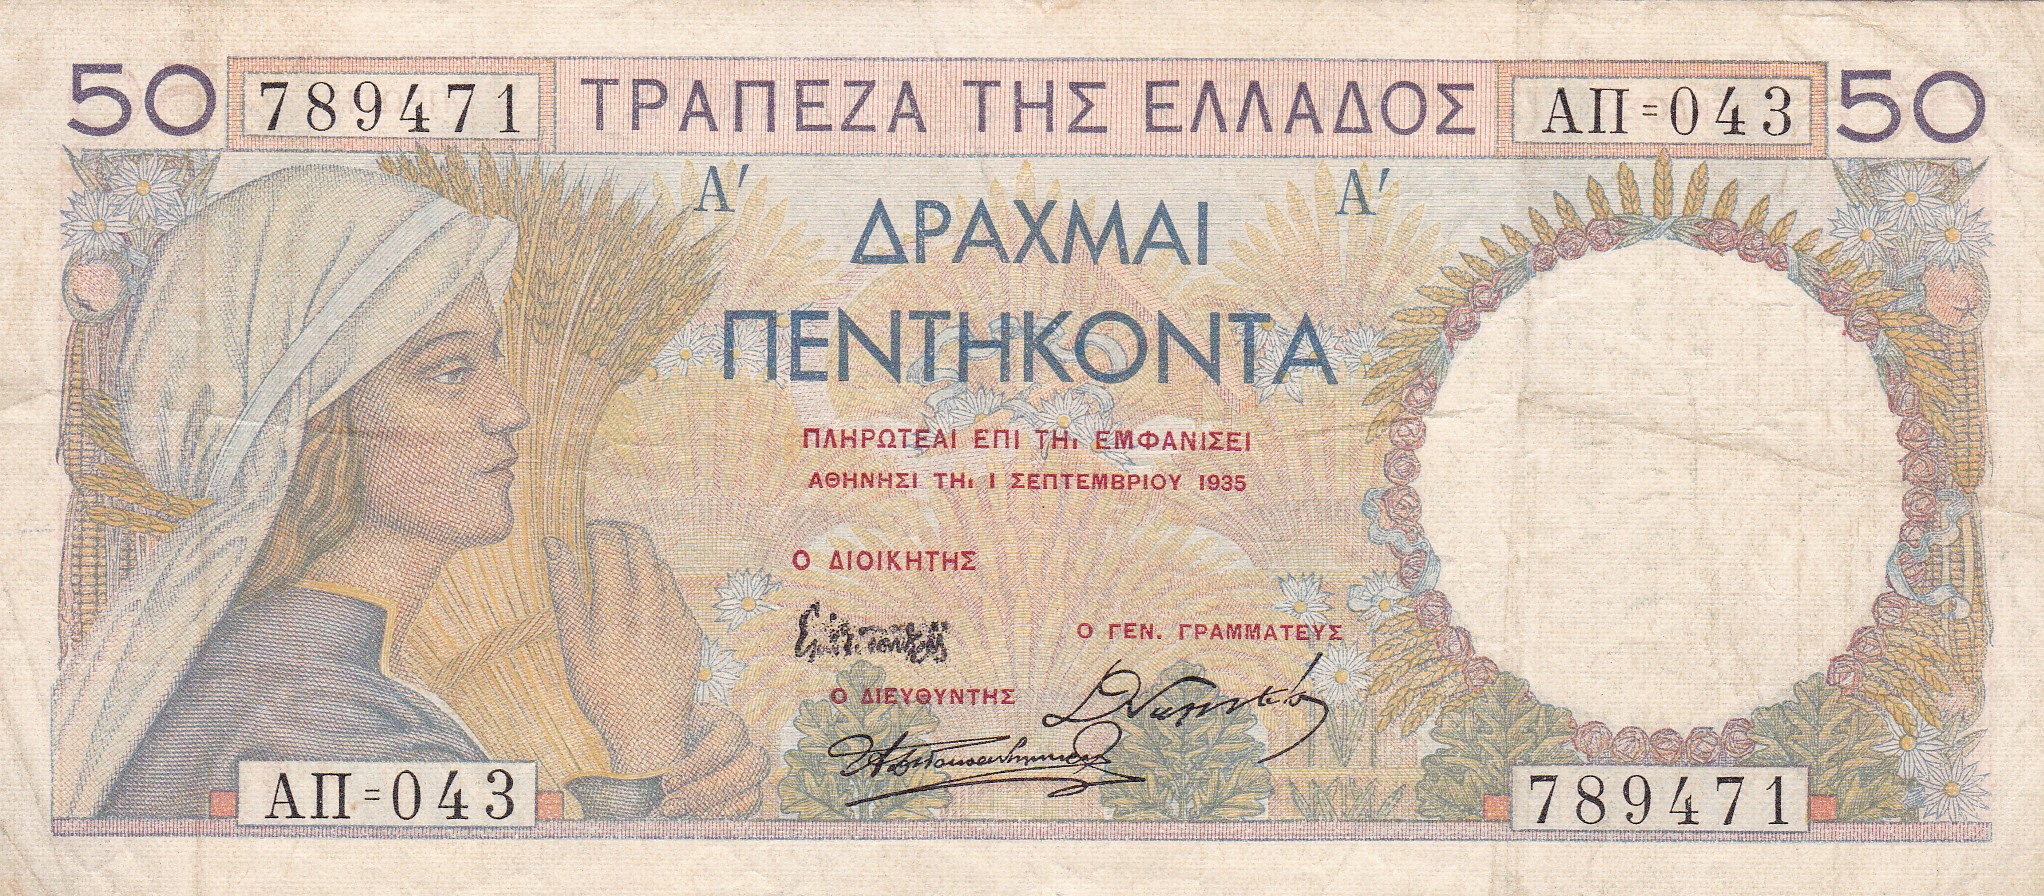 50 789471 ΤΡΑΠΕΖΑ ΤΗΣ ΕΛΛΑΔΟΣ ΑΠ=043 50
Α′ Α′
ΔΡΑΧΜΑΙ
ΠΕΝΤΗΚΟΝΤΑ
ΠΛΗΡΩΤΕΑΙ ΕΠΙ ΤΗι ΕΜΦΑΝΙΣΕΙ
ΑΘΗΝΗΣΙ ΤΗι 1 ΣΕΠΤΕΜΒΡΙΟΥ 1935
Ο ΔΙΟΙΚΗΤΗΣ
Ο ΓΕΝ. ΓΡΑΜΜΑΤΕΥΣ
Ο ΔΙΕΥΘΥΝΤΗΣ
ΑΠ=043 789471